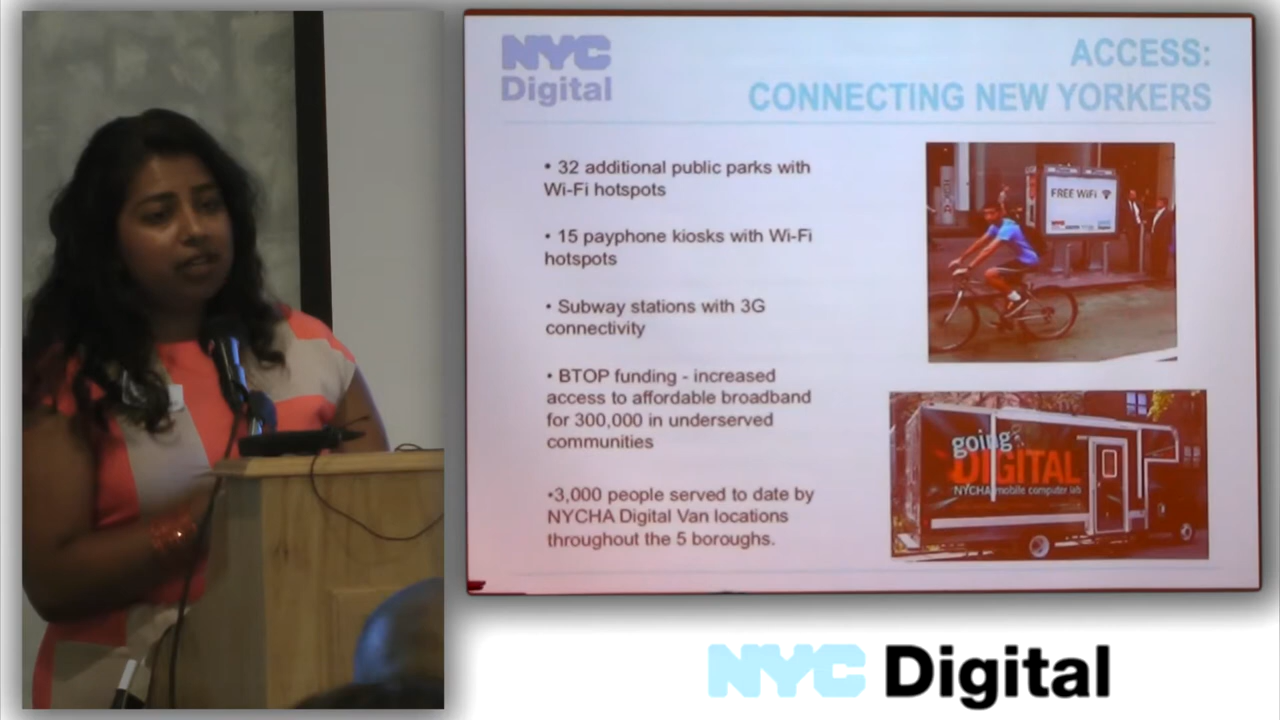 NYC
Digital
ACCESS:
CONNECTING NEW YORKERS
• 32 additional public parks with
Wi-Fi hotspots
• 15 payphone kiosks with Wi-Fi
hotspots
• Subway stations with 3G
connectivity
• BTOP funding - increased
access to affordable broadband
for 300,000 in underserved
communities
•3,000 people served to date by
NYCHA Digital Van locations
throughout the 5 boroughs.
FREE WiFi
going
DIGITAL
NYCHA mobile computer lab
NYC Digital